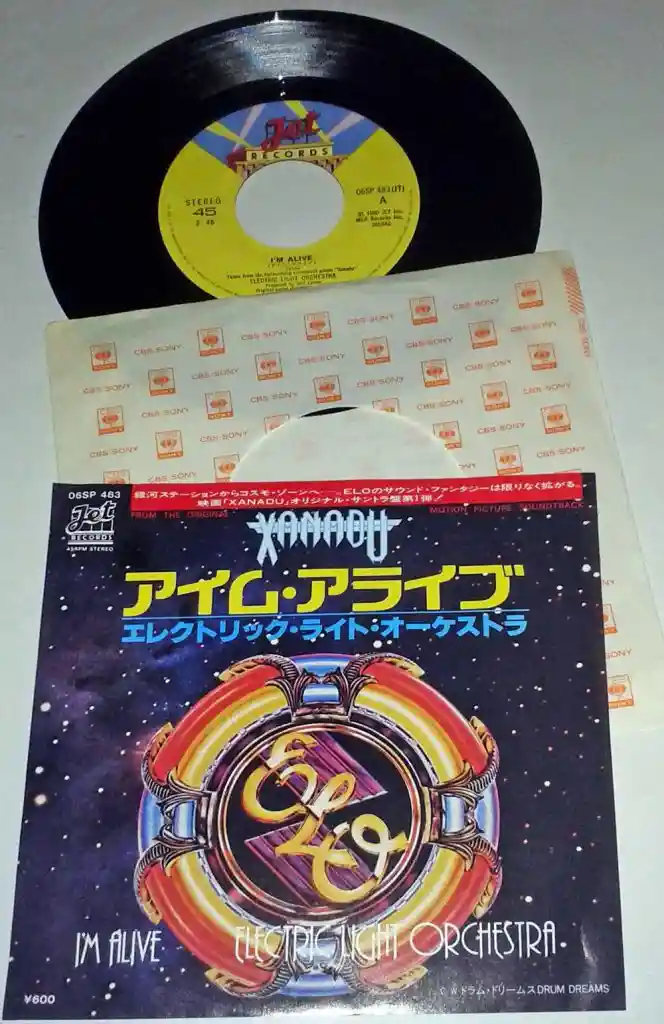 Jet
RECORDS
STEREO
45
06SP 483(JT)
A
I'M ALIVE
ELECTRIC LIGHT ORCHESTRA
CBS・SONY
06SP 483
Jet
RECORDS
45RPM STEREO
銀河ステーションからコスモ・ゾーンへ…。ELOのサウンド・ファンタジーは限りなく拡がる。
映画「XANADU」オリジナル・サントラ盤第1弾!!
FROM THE ORIGINAL
MOTION PICTURE SOUNDTRACK
XANADU
アイム・アライブ
エレクトリック・ライト・オーケストラ
ELO
I'M ALIVE
ELECTRIC LIGHT ORCHESTRA
¥600
C/W ドラム・ドリームス DRUM DREAMS